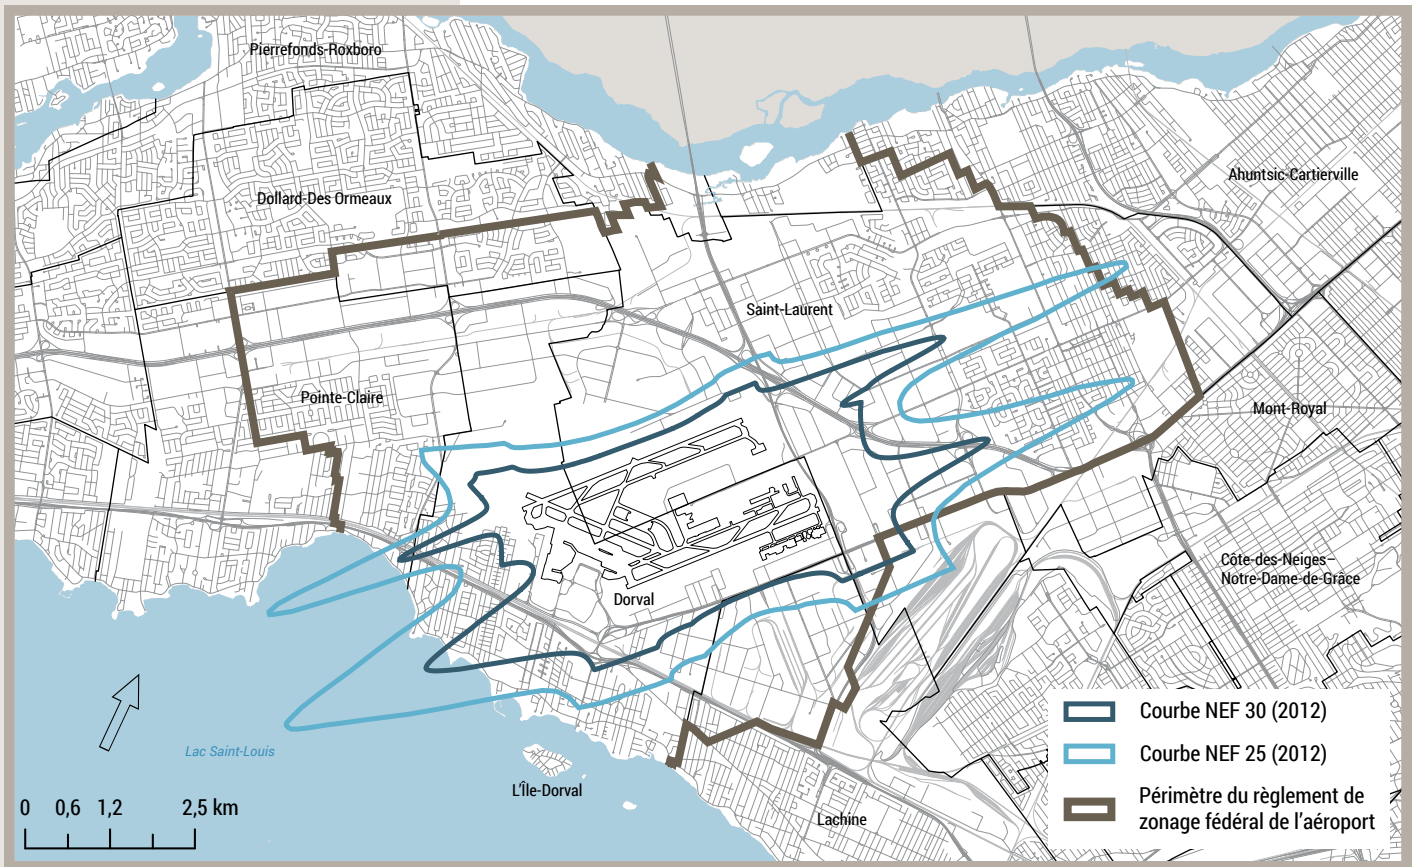 Pierrefonds-Roxboro
Dollard-Des Ormeaux
Ahuntsic-Cartierville
Saint-Laurent
Pointe-Claire
Mont-Royal
Côte-des-Neiges–
Notre-Dame-de-Grâce
Dorval
Lac Saint-Louis
L'Île-Dorval
Lachine
0 0,6 1,2 2,5 km
Courbe NEF 30 (2012)
Courbe NEF 25 (2012)
Périmètre du règlement de
zonage fédéral de l'aéroport